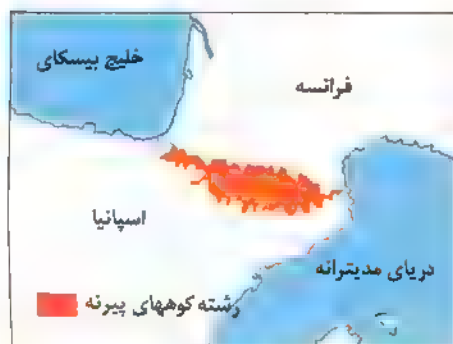 خلیج بیسکای
فرانسه
اسپانیا
دریای مدیترانه
رشته کوههای پیرنه